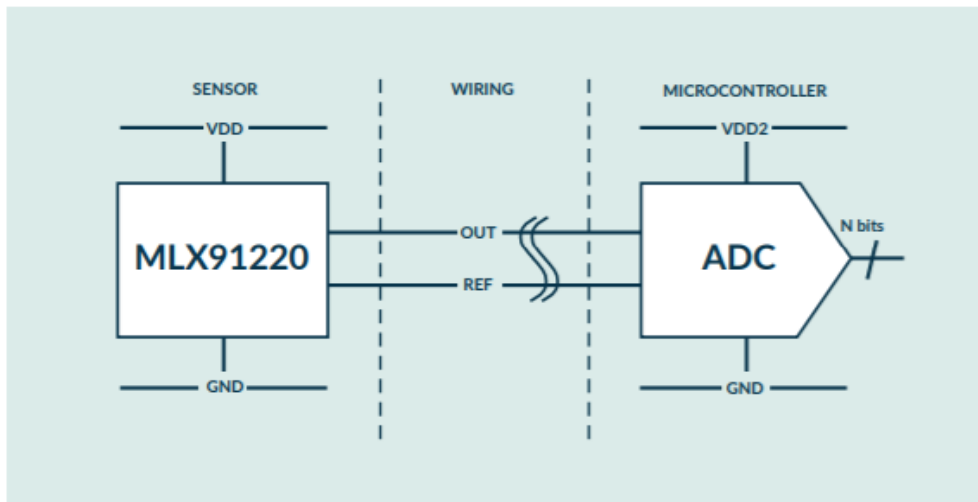 SENSOR
WIRING
MICROCONTROLLER
VDD
VDD2
N bits
OUT
MLX91220
ADC
REF
GND
GND